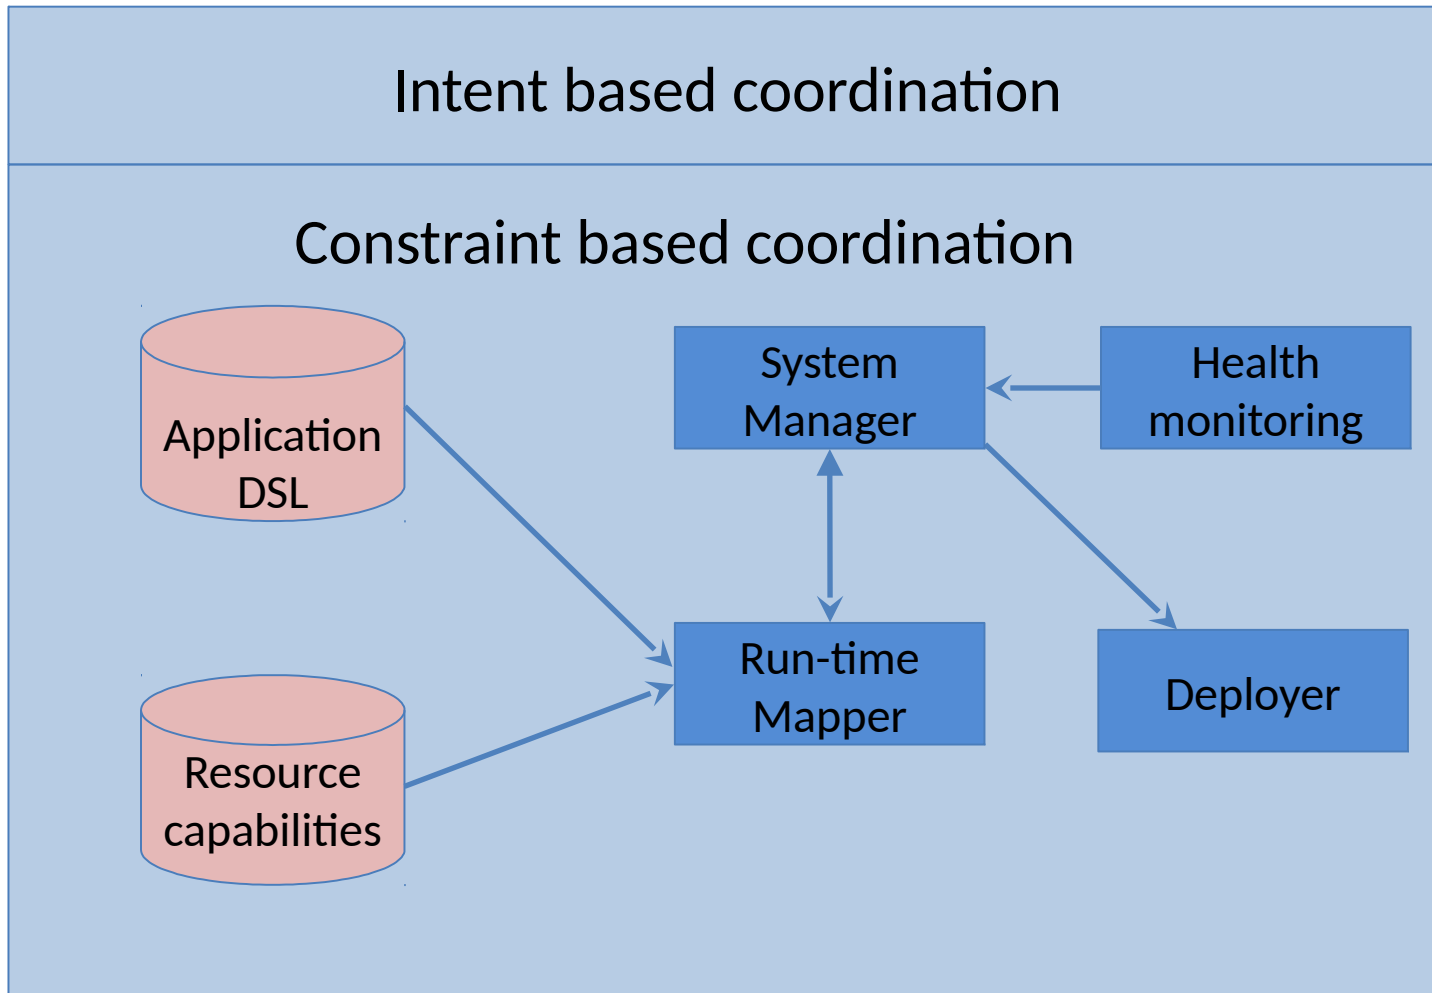 Intent based coordination
Constraint based coordination
Application
DSL
System
Manager
Health
monitoring
Run-time
Mapper
Deployer
Resource
capabilities